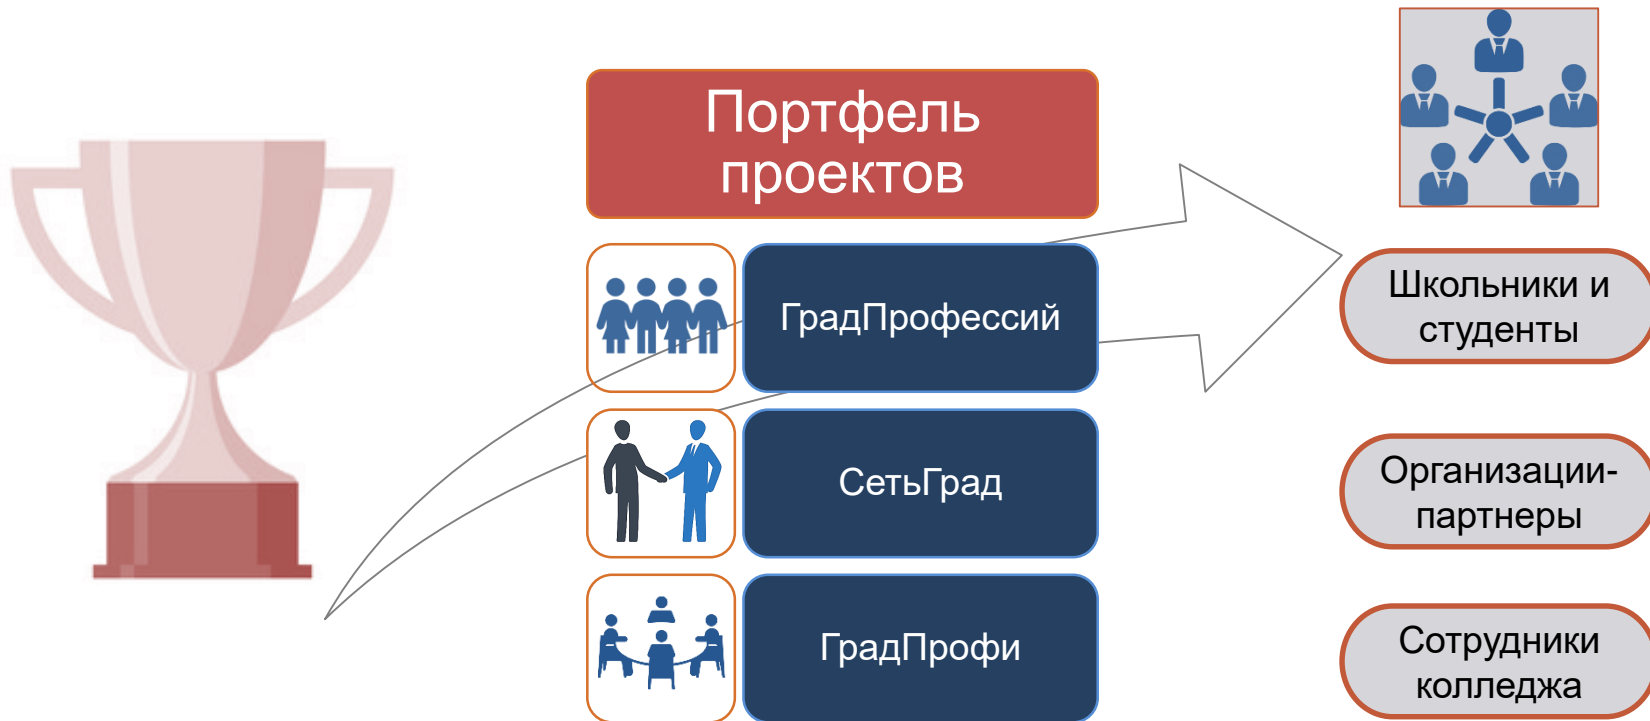 Портфель
проектов
ГрадПрофессий
СетьГрад
ГрадПрофи
Школьники и
студенты
Организации-
партнеры
Сотрудники
колледжа